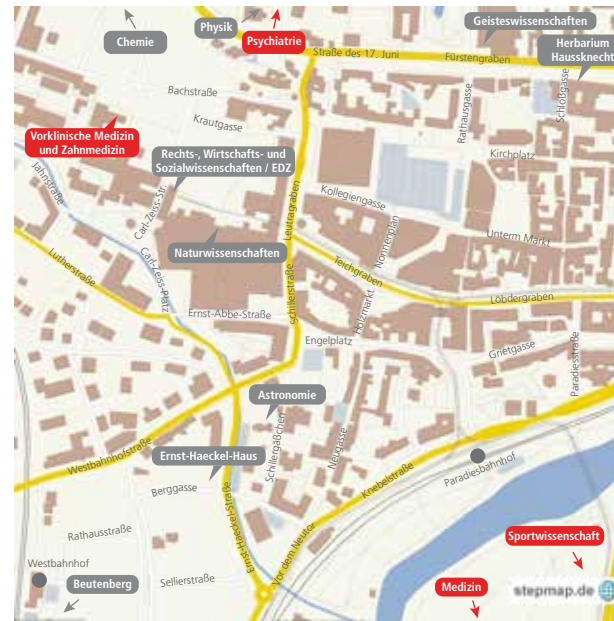 Geisteswissenschaften
Physik
Chemie
Psychiatrie
Herbarium
Haussknecht
Straße des 17. Juni
Fürstengraben
Bachstraße
Krautgasse
Rathausgasse
Schloßgasse
Vorklinische Medizin
und Zahnmedizin
Rechts-, Wirtschafts- und
Sozialwissenschaften / EDZ
Kirchplatz
Jahnstraße
Carl-Zeiss-Str.
Kollegiengasse
Leutragraben
Nonnenplan
Unterm Markt
Naturwissenschaften
Lutherstraße
Carl-Zeiss-Platz
Teichgraben
Löbdergraben
Schillerstraße
Holzmarkt
Ernst-Abbe-Straße
Engelplatz
Grietgasse
Paradiesstraße
Astronomie
Schillergäßchen
Neugasse
Westbahnhofstraße
Ernst-Haeckel-Haus
Berggasse
Knebelstraße
Paradiesbahnhof
Ernst-Haeckel-Straße
Rathausstraße
Vor dem Neutor
Sportwissenschaft
Westbahnhof
Beutenberg
Sellierstraße
Medizin
stepmap.de